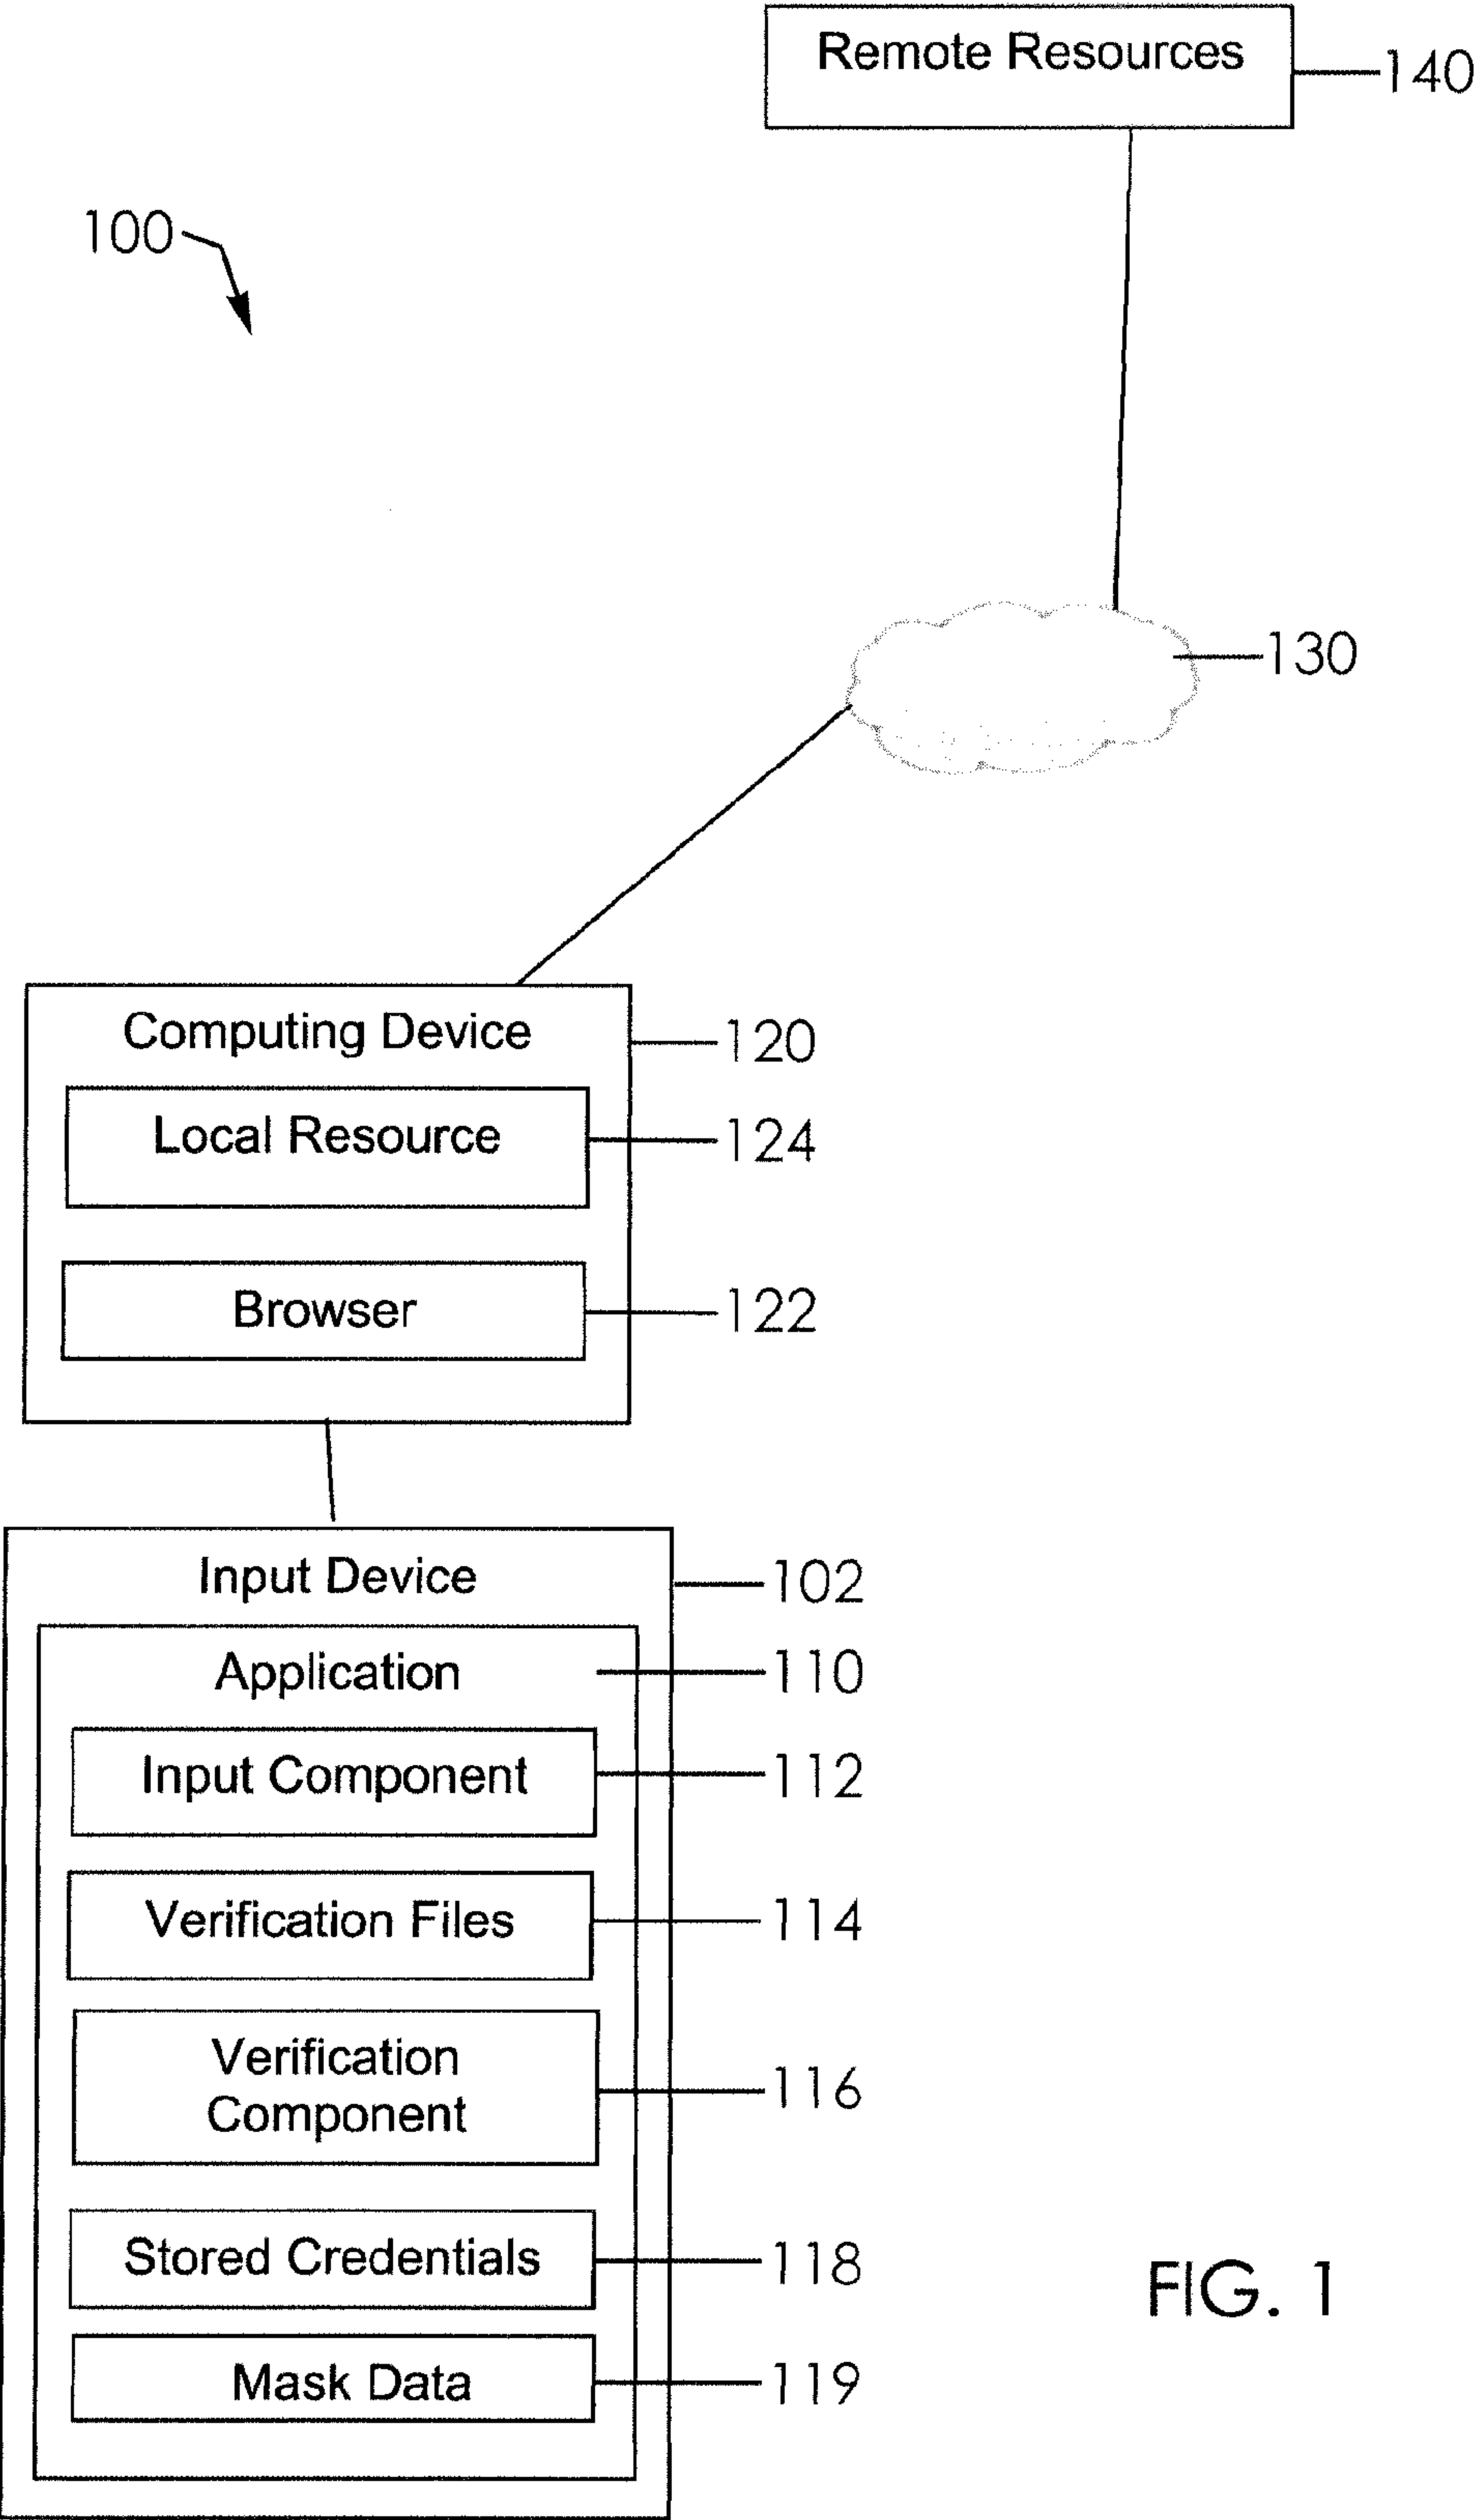 Remote Resources
140
100
130
Computing Device
120
Local Resource
124
Browser
122
Input Device
102
Application
110
Input Component
112
Verification Files
114
Verification
Component
116
Stored Credentials
118
Mask Data
119
FIG. 1